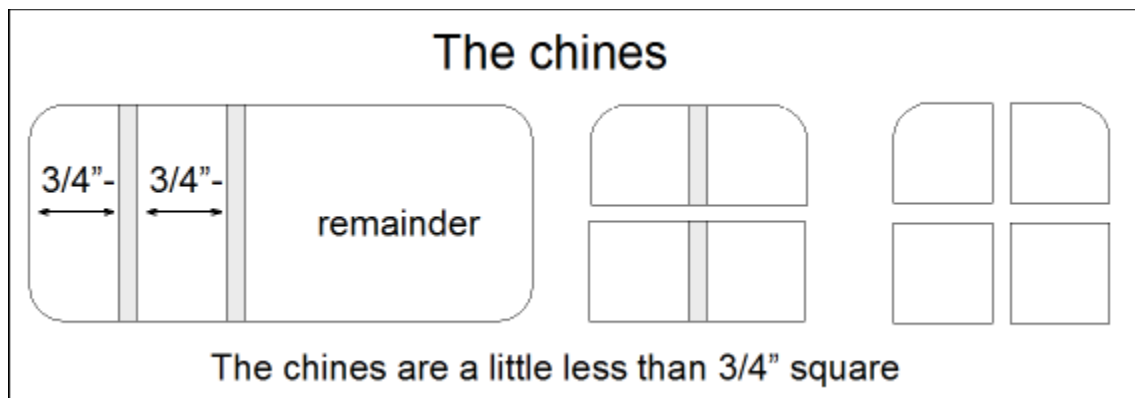 The chines
3/4”- 3/4”-
remainder
The chines are a little less than 3/4” square